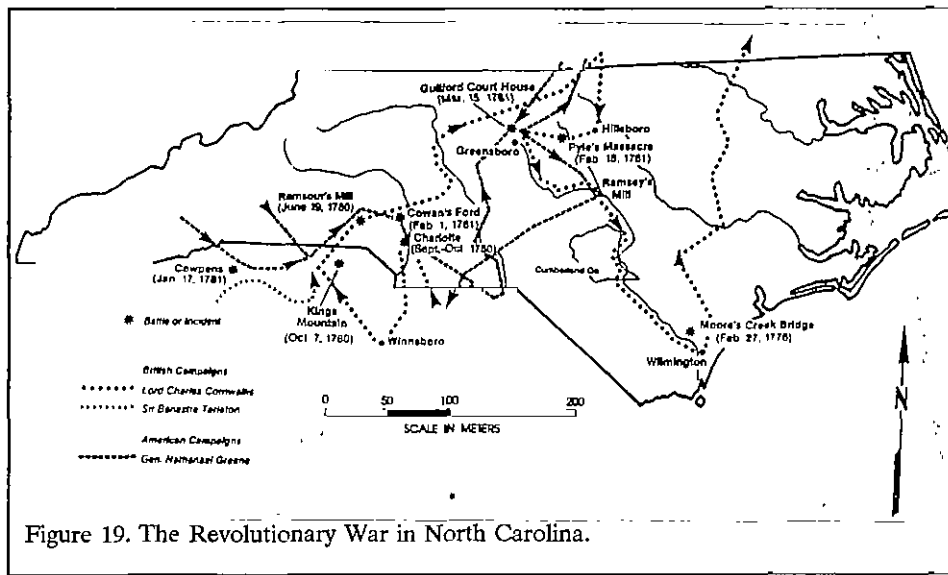 Guilford Court House
(Mar, 15, 1781)
Hillsboro
Greensboro
Pyle's Massacre
(Feb 18, 1781)
Ramsey's
Mill
Ramsour's Mill
(June 29, 1780)
Cowan's Ford
(Feb 1, 1781)
Charlotte
(Sept.-Oct 1780)
Cowpens
(Jan 17, 1781)
Cumberland Co.
Kings
Mountain
(Oct 7, 1780)
Winnsboro
Moore's Creek Bridge
(Feb 27, 1776)
Wilmington
Battle or Incident
British Campaigns
Lord Charles Cornwallis
Sir Banastre Tarleton
American Campaigns
Gen. Nathanael Greene
0 50 100 200
SCALE IN METERS
N
Figure 19. The Revolutionary War in North Carolina.